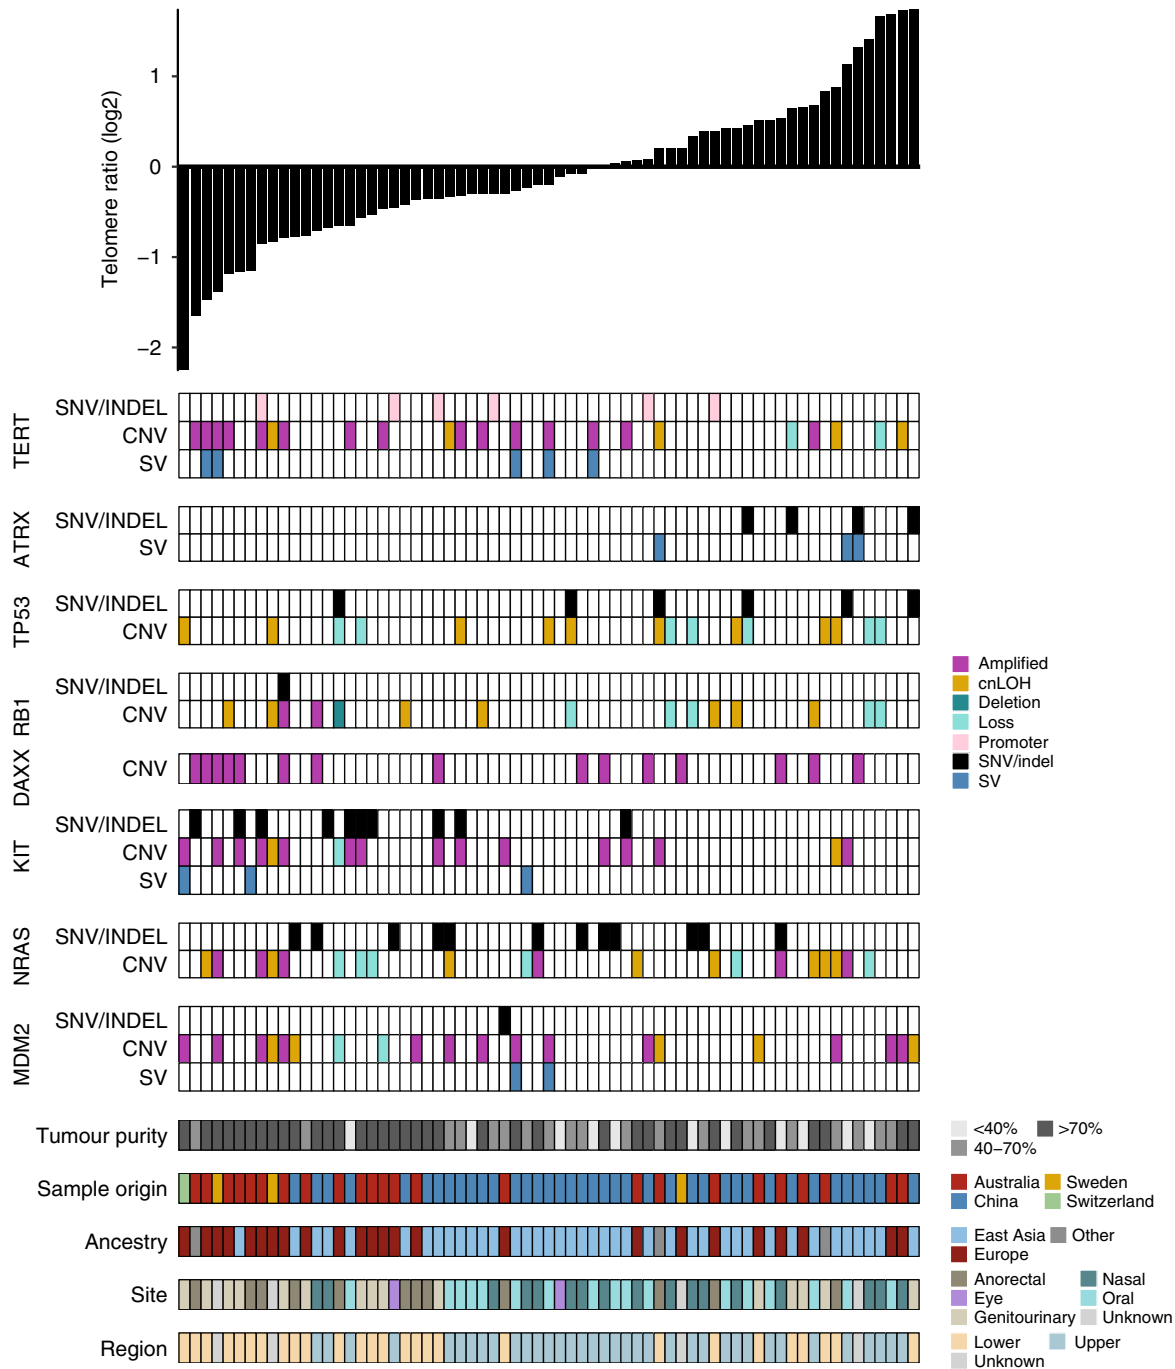 Telomere ratio (log2)
1
0
−1
−2
TERT
SNV/INDEL
CNV
SV
ATRX
SNV/INDEL
SV
TP53
SNV/INDEL
CNV
RB1
SNV/INDEL
CNV
DAXX
CNV
KIT
SNV/INDEL
CNV
SV
NRAS
SNV/INDEL
CNV
MDM2
SNV/INDEL
CNV
SV
Amplified
cnLOH
Deletion
Loss
Promoter
SNV/indel
SV
Tumour purity
<40% >70%
40–70%
Sample origin
Australia Sweden
China Switzerland
Ancestry
East Asia Other
Europe
Site
Anorectal Nasal
Eye Oral
Genitourinary Unknown
Region
Lower Upper
Unknown